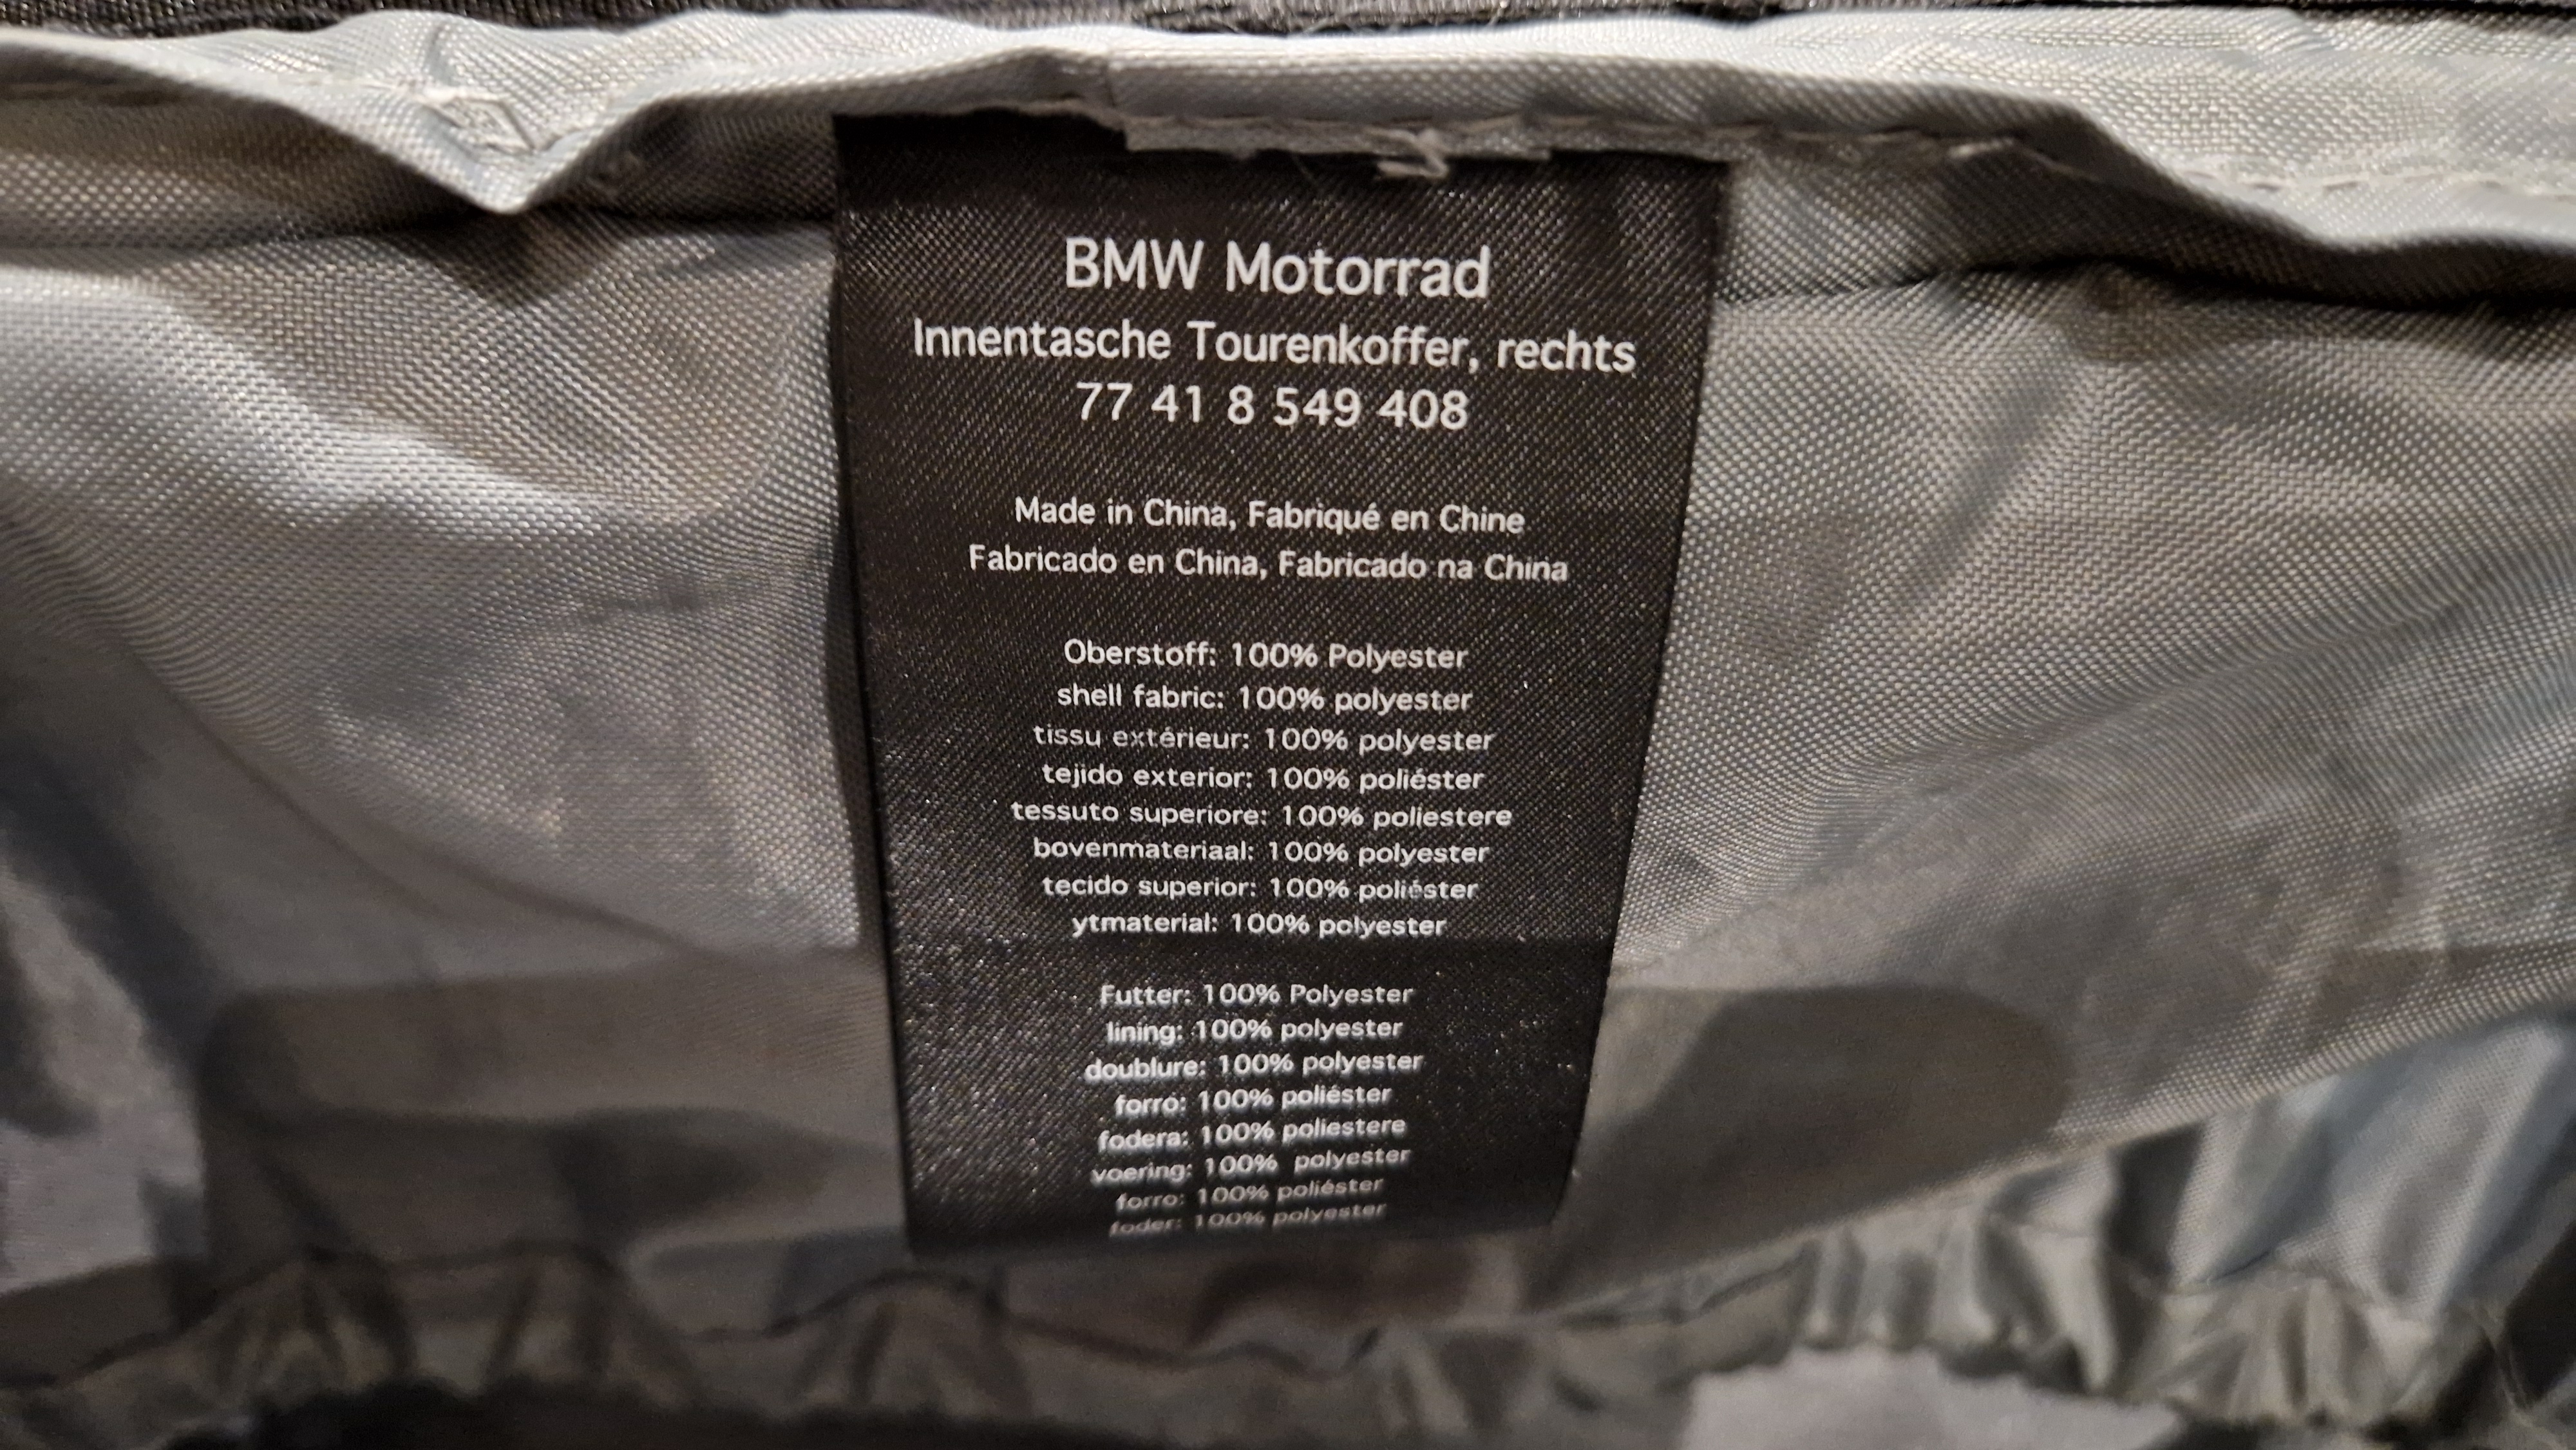 BMW Motorrad
Innentasche Tourenkoffer, rechts
77 41 8 549 408
Made in China, Fabriqué en Chine
Fabricado en China, Fabricado na China
Oberstoff: 100% Polyester
shell fabric: 100% polyester
tissu extérieur: 100% polyester
tejido exterior: 100% poliéster
tessuto superiore: 100% poliestere
bovenmateriaal: 100% polyester
tecido superior: 100% poliéster
ytmaterial: 100% polyester
Futter: 100% Polyester
lining: 100% polyester
doublure: 100% polyester
forro: 100% poliéster
fodera: 100% poliestere
voering: 100% polyester
forro: 100% poliéster
foder: 100% polyester